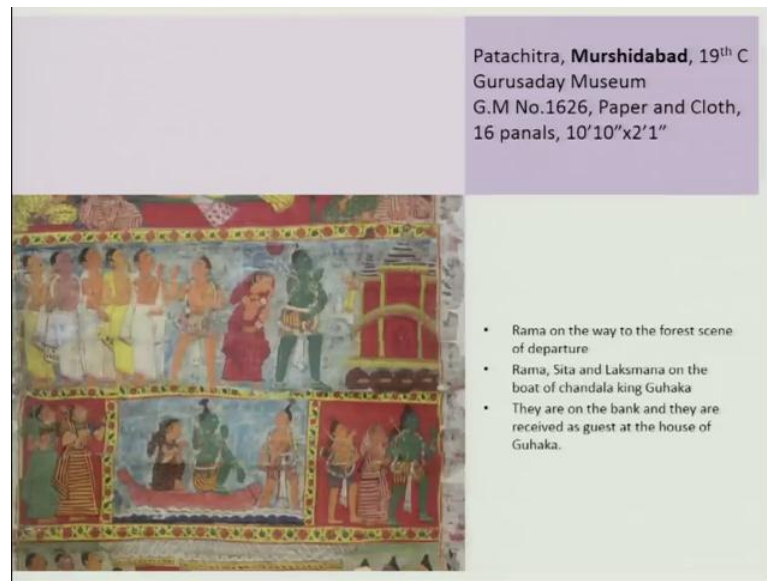 Patachitra, Murshidabad, 19th C
Gurusaday Museum
G.M No.1626, Paper and Cloth,
16 panals, 10’10”x2’1”
• Rama on the way to the forest scene
of departure
• Rama, Sita and Laksmana on the
boat of chandala king Guhaka
• They are on the bank and they are
received as guest at the house of
Guhaka.